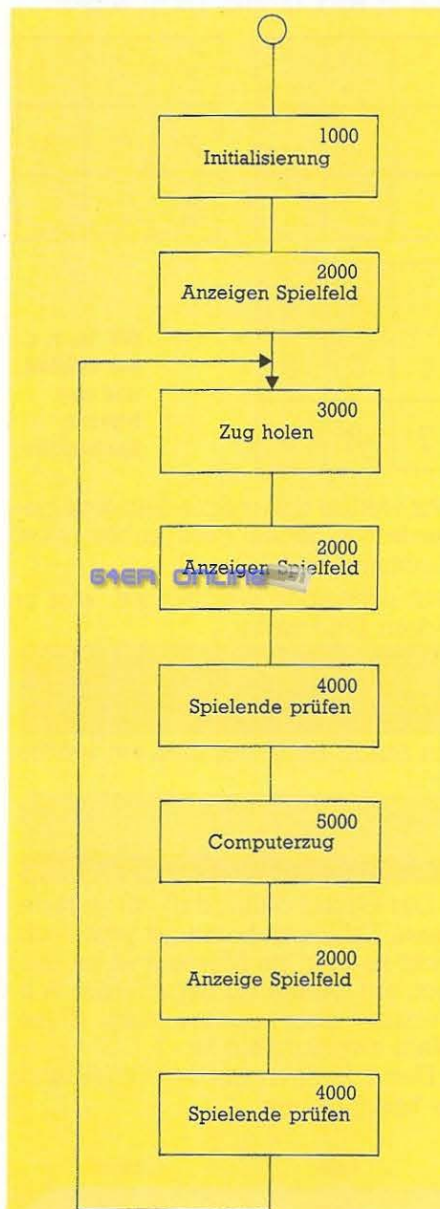 1000
Initialisierung
2000
Anzeigen Spielfeld
3000
Zug holen
2000
Anzeigen Spielfeld
64ER ONLINE
4000
Spielende prüfen
5000
Computerzug
2000
Anzeige Spielfeld
4000
Spielende prüfen